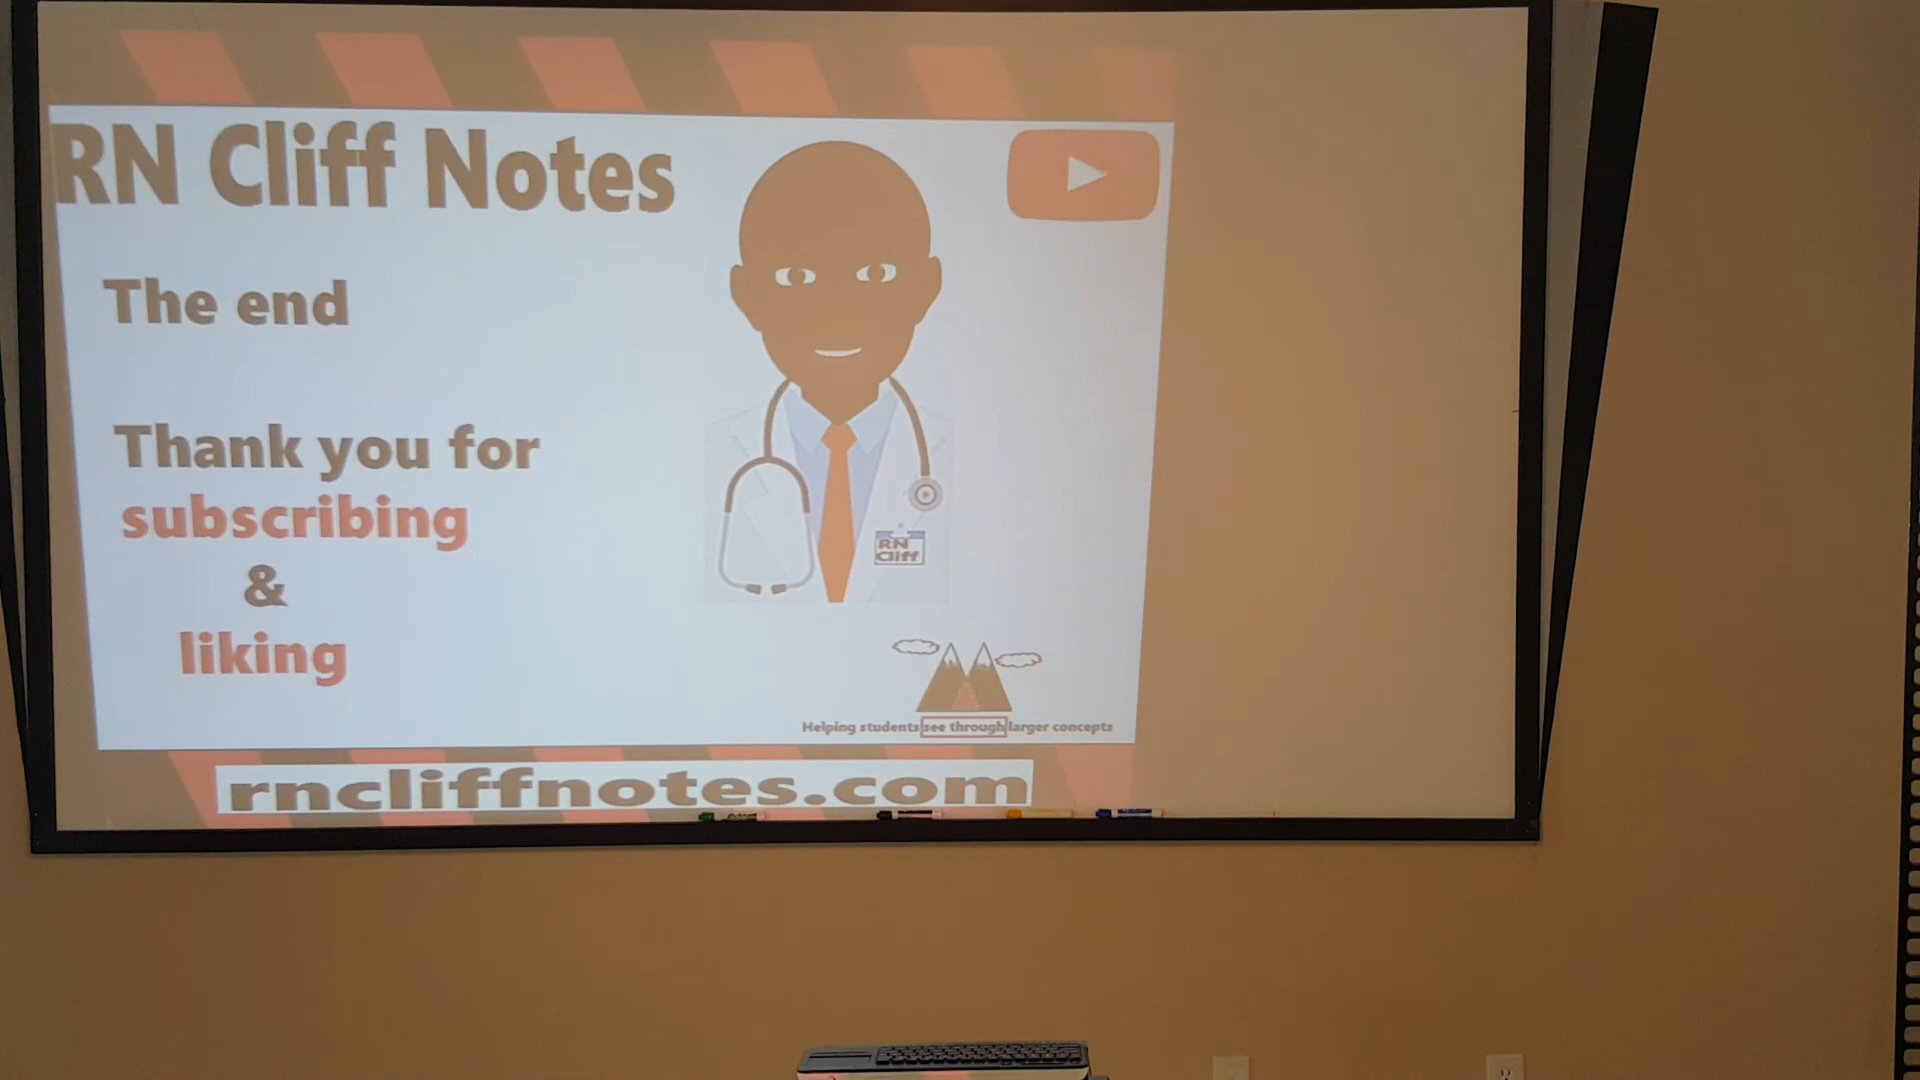 RN Cliff Notes
The end
Thank you for
subscribing
&
liking
RN
Cliff
Helping students see through larger concepts
rncliffnotes.com